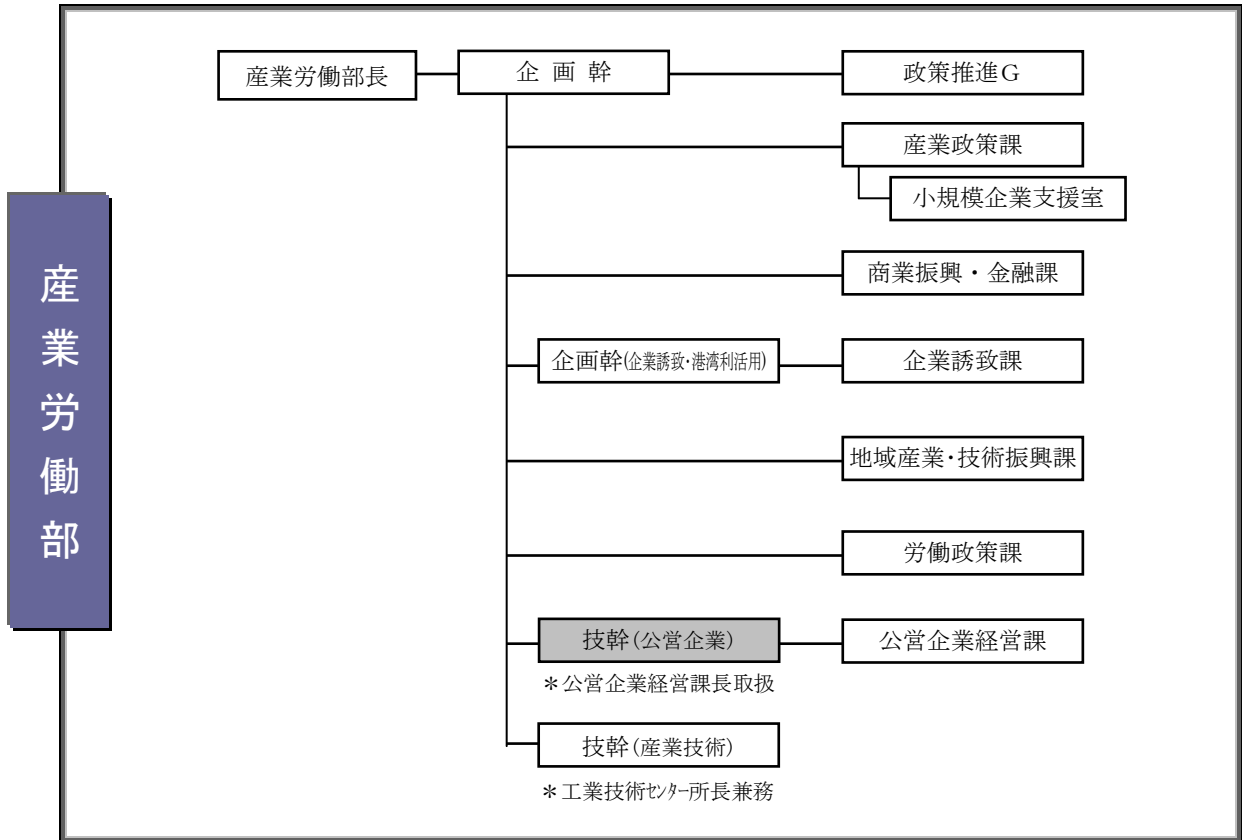 産業労働部
産業労働部長
企画幹
政策推進G
産業政策課
小規模企業支援室
商業振興・金融課
企画幹(企業誘致・港湾利活用)
企業誘致課
地域産業・技術振興課
労働政策課
技幹(公営企業)
公営企業経営課
＊公営企業経営課長取扱
技幹(産業技術)
＊工業技術ｾﾝﾀｰ所長兼務